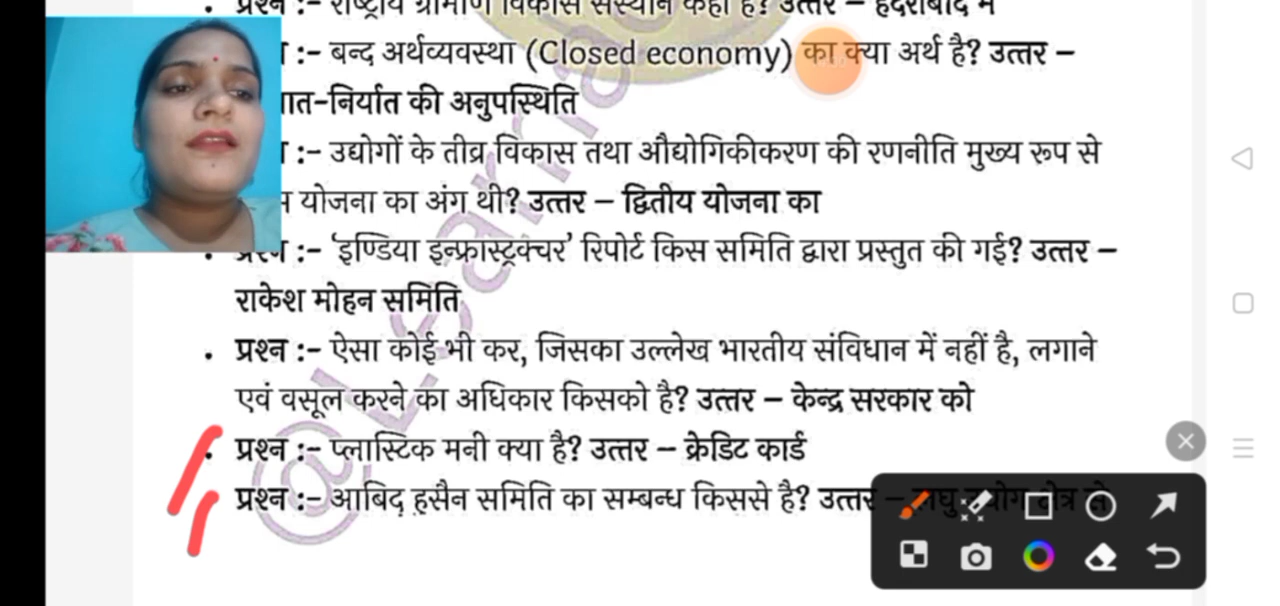 प्रश्न :- राष्ट्रीय ग्रामीण विकास संस्थान कहाँ है? उत्तर – हैदराबाद में
:- बन्द अर्थव्यवस्था (Closed economy) का क्या अर्थ है? उत्तर –
ात-निर्यात की अनुपस्थिति
:- उद्योगों के तीव्र विकास तथा औद्योगिकीकरण की रणनीति मुख्य रूप से
योजना का अंग थी? उत्तर – द्वितीय योजना का
प्रश्न :- 'इण्डिया इन्फ्रास्ट्रक्चर' रिपोर्ट किस समिति द्वारा प्रस्तुत की गई? उत्तर –
राकेश मोहन समिति
• प्रश्न :- ऐसा कोई भी कर, जिसका उल्लेख भारतीय संविधान में नहीं है, लगाने
एवं वसूल करने का अधिकार किसको है? उत्तर – केन्द्र सरकार को
• प्रश्न :- प्लास्टिक मनी क्या है? उत्तर – क्रेडिट कार्ड
प्रश्न :- आबिद हुसैन समिति का सम्बन्ध किससे है? उत्तर – लघु उद्योग क्षेत्र से